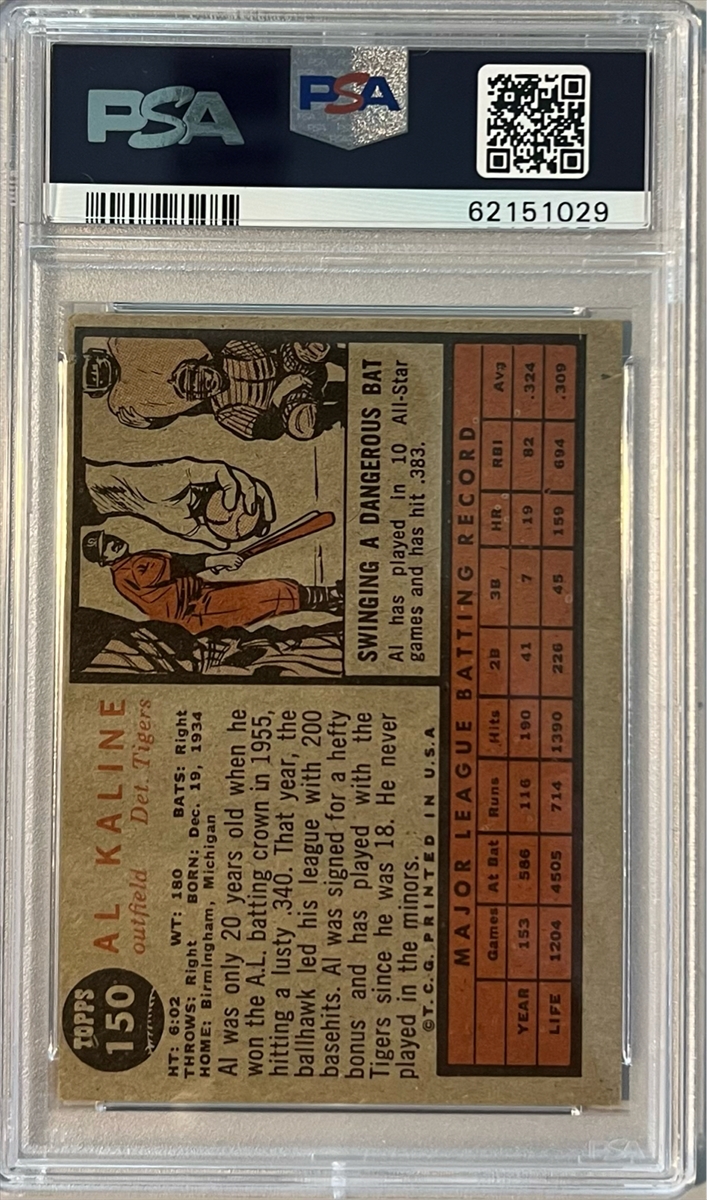 PSA
PSA
62151029
TOPPS
150
AL KALINE
outfield Det. Tigers
HT: 6:02 WT: 180 BATS: Right
THROWS: Right BORN: Dec. 19, 1934
HOME: Birmingham, Michigan
Al was only 20 years old when he
won the A.L. batting crown in 1955,
hitting a lusty .340. That year, the
ballhawk led his league with 200
basehits. Al was signed for a hefty
bonus and has played with the
Tigers since he was 18. He never
played in the minors.
©T.C.G. PRINTED IN U.S.A.
SWINGING A DANGEROUS BAT
Al has played in 10 All-Star
games and has hit .383.
MAJOR LEAGUE BATTING RECORD
Games At Bat Runs Hits 2B 3B HR RBI Avg
YEAR 153 586 116 190 41 7 19 82 .324
LIFE 1204 4505 714 1390 226 45 159 694 .309
PSA